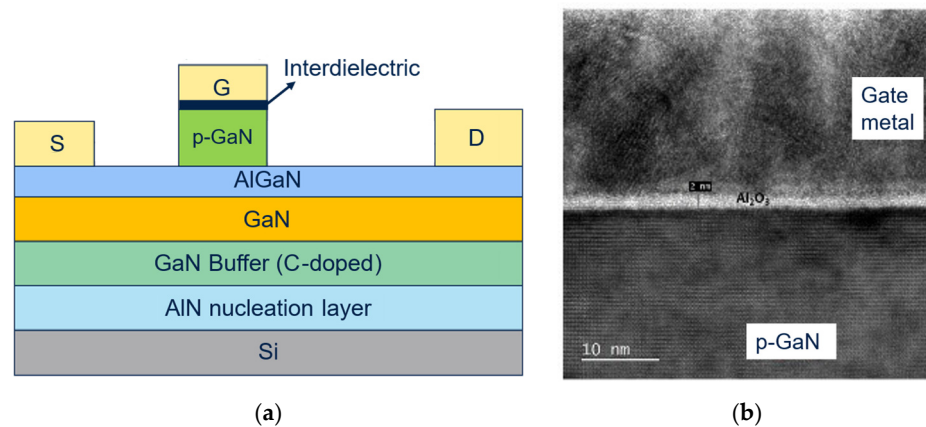 Interdielectric
G
p-GaN
S
D
AlGaN
GaN
GaN Buffer (C-doped)
AlN nucleation layer
Si
(a)
Gate
metal
2 nm
Al₂O₃
p-GaN
10 nm
(b)